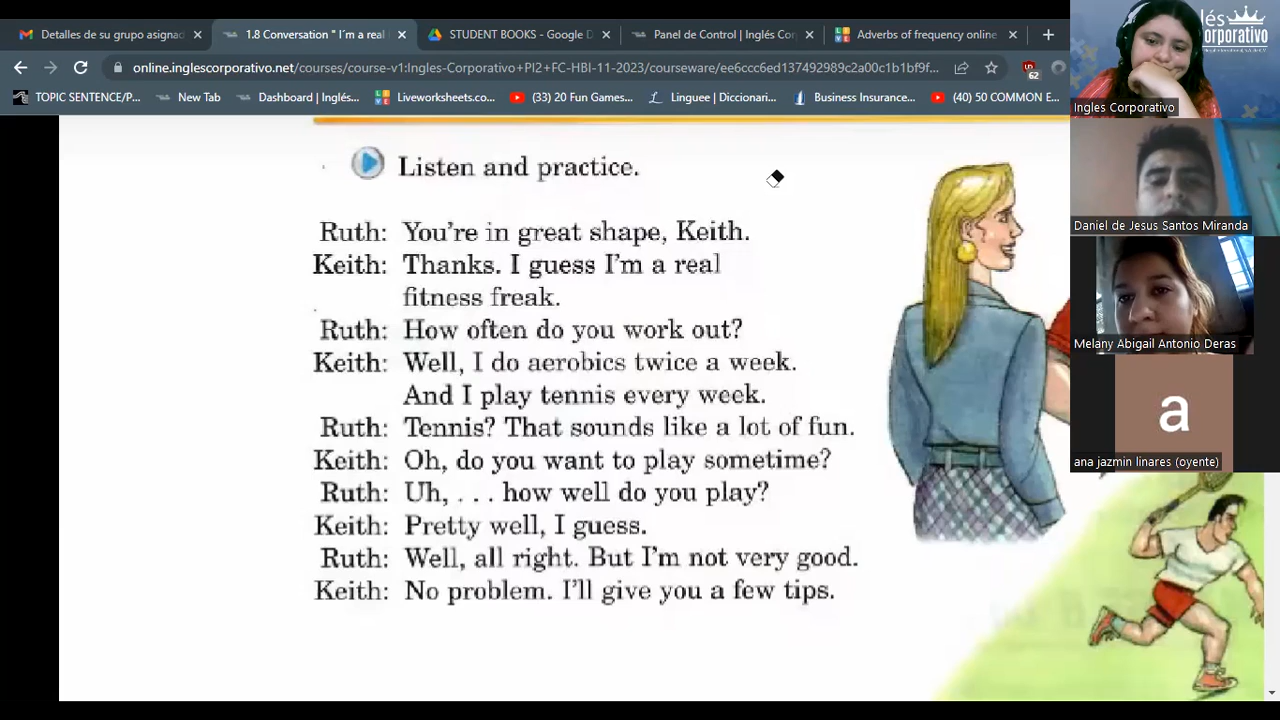 Detalles de su grupo asignad
1.8 Conversation " I´m a real
STUDENT BOOKS - Google D
Panel de Control | Inglés Cor
Adverbs of frequency online
online.inglescorporativo.net/courses/course-v1:Ingles-Corporativo+PI2+FC-HBI-11-2023/courseware/ee6ccc6ed137492989c2a00c1b1bf9f...
62
TOPIC SENTENCE/P...
New Tab
Dashboard | Inglés...
Liveworksheets.co...
(33) 20 Fun Games...
Linguee | Diccionari...
Business Insurance...
(40) 50 COMMON E...
Listen and practice.
Ruth: You're in great shape, Keith.
Keith: Thanks. I guess I'm a real
fitness freak.
Ruth: How often do you work out?
Keith: Well, I do aerobics twice a week.
And I play tennis every week.
Ruth: Tennis? That sounds like a lot of fun.
Keith: Oh, do you want to play sometime?
Ruth: Uh, . . . how well do you play?
Keith: Pretty well, I guess.
Ruth: Well, all right. But I'm not very good.
Keith: No problem. I'll give you a few tips.
lés
orporativo
Ingles Corporativo
Daniel de Jesus Santos Miranda
Melany Abigail Antonio Deras
a
ana jazmin linares (oyente)